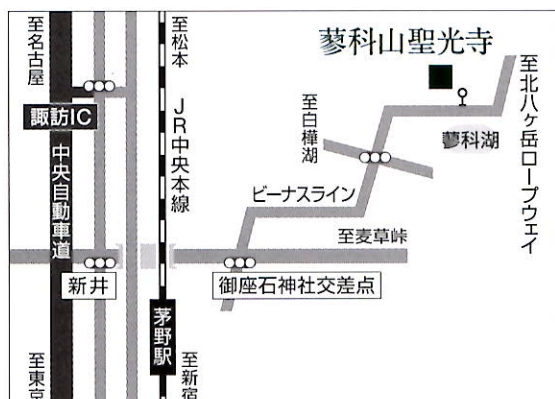 至名古屋
至松本
蓼科山聖光寺
至北八ヶ岳ロープウェイ
諏訪IC
JR中央本線
至白樺湖
蓼科湖
中央自動車道
ビーナスライン
至麦草峠
新井
御座石神社交差点
茅野駅
至東京
至新宿